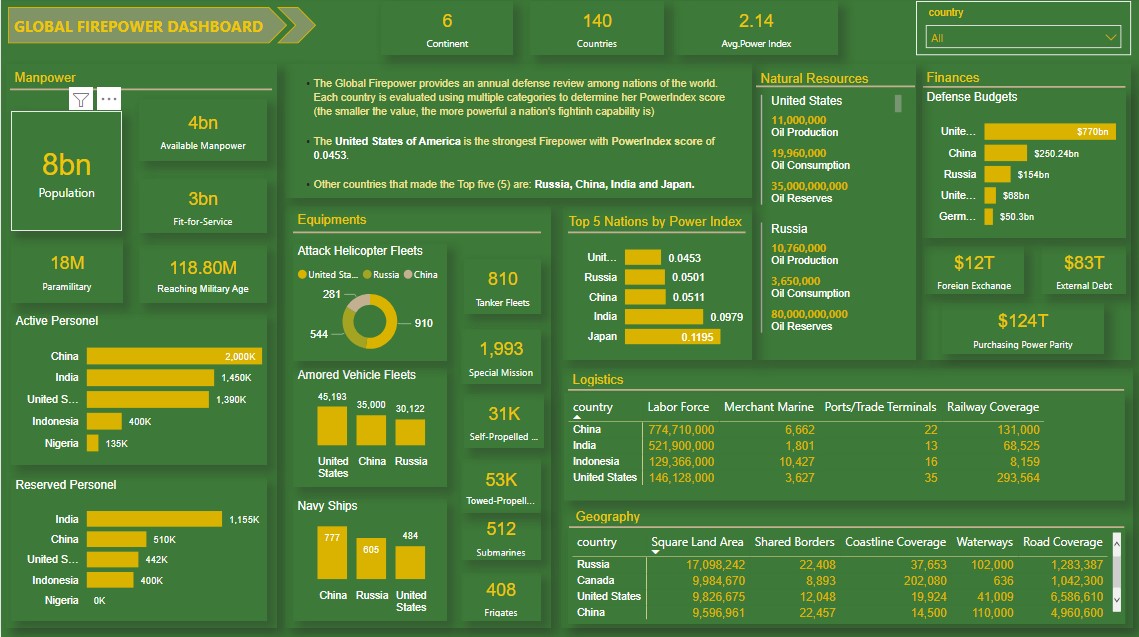 GLOBAL FIREPOWER DASHBOARD
6
Continent
140
Countries
2.14
Avg.Power Index
country
All
Manpower
8bn
Population
4bn
Available Manpower
3bn
Fit-for-Service
18M
Paramilitary
118.80M
Reaching Military Age
Active Personel
China 2,000K
India 1,450K
United S... 1,390K
Indonesia 400K
Nigeria 135K
Reserved Personel
India 1,155K
China 510K
United S... 442K
Indonesia 400K
Nigeria 0K
• The Global Firepower provides an annual defense review among nations of the world.
Each country is evaluated using multiple categories to determine her PowerIndex score
(the smaller the value, the more powerful a nation's fightinh capability is)
• The United States of America is the strongest Firepower with PowerIndex score of
0.0453.
• Other countries that made the Top five (5) are: Russia, China, India and Japan.
Equipments
Attack Helicopter Fleets
United Sta... Russia China
281
544
910
Amored Vehicle Fleets
45,193 35,000 30,122
United China Russia
States
Navy Ships
777 605 484
China Russia United
States
810
Tanker Fleets
1,993
Special Mission
31K
Self-Propelled ...
53K
Towed-Propell...
512
Submarines
408
Frigates
Top 5 Nations by Power Index
Unit... 0.0453
Russia 0.0501
China 0.0511
India 0.0979
Japan 0.1195
Natural Resources
United States
11,000,000
Oil Production
19,960,000
Oil Consumption
35,000,000,000
Oil Reserves
Russia
10,760,000
Oil Production
3,650,000
Oil Consumption
80,000,000,000
Oil Reserves
Finances
Defense Budgets
Unite... $770bn
China $250.24bn
Russia $154bn
Unite... $68bn
Germ... $50.3bn
$12T
Foreign Exchange
$83T
External Debt
$124T
Purchasing Power Parity
Logistics
country Labor Force Merchant Marine Ports/Trade Terminals Railway Coverage
China 774,710,000 6,662 22 131,000
India 521,900,000 1,801 13 68,525
Indonesia 129,366,000 10,427 16 8,159
United States 146,128,000 3,627 35 293,564
Geography
country Square Land Area Shared Borders Coastline Coverage Waterways Road Coverage
Russia 17,098,242 22,408 37,653 102,000 1,283,387
Canada 9,984,670 8,893 202,080 636 1,042,300
United States 9,826,675 12,048 19,924 41,009 6,586,610
China 9,596,961 22,457 14,500 110,000 4,960,600